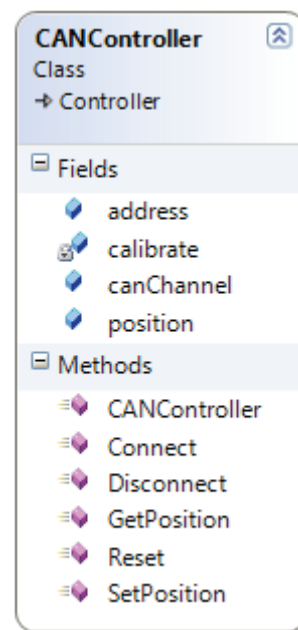 CANController
Class
Controller
Fields
address
calibrate
canChannel
position
Methods
CANController
Connect
Disconnect
GetPosition
Reset
SetPosition